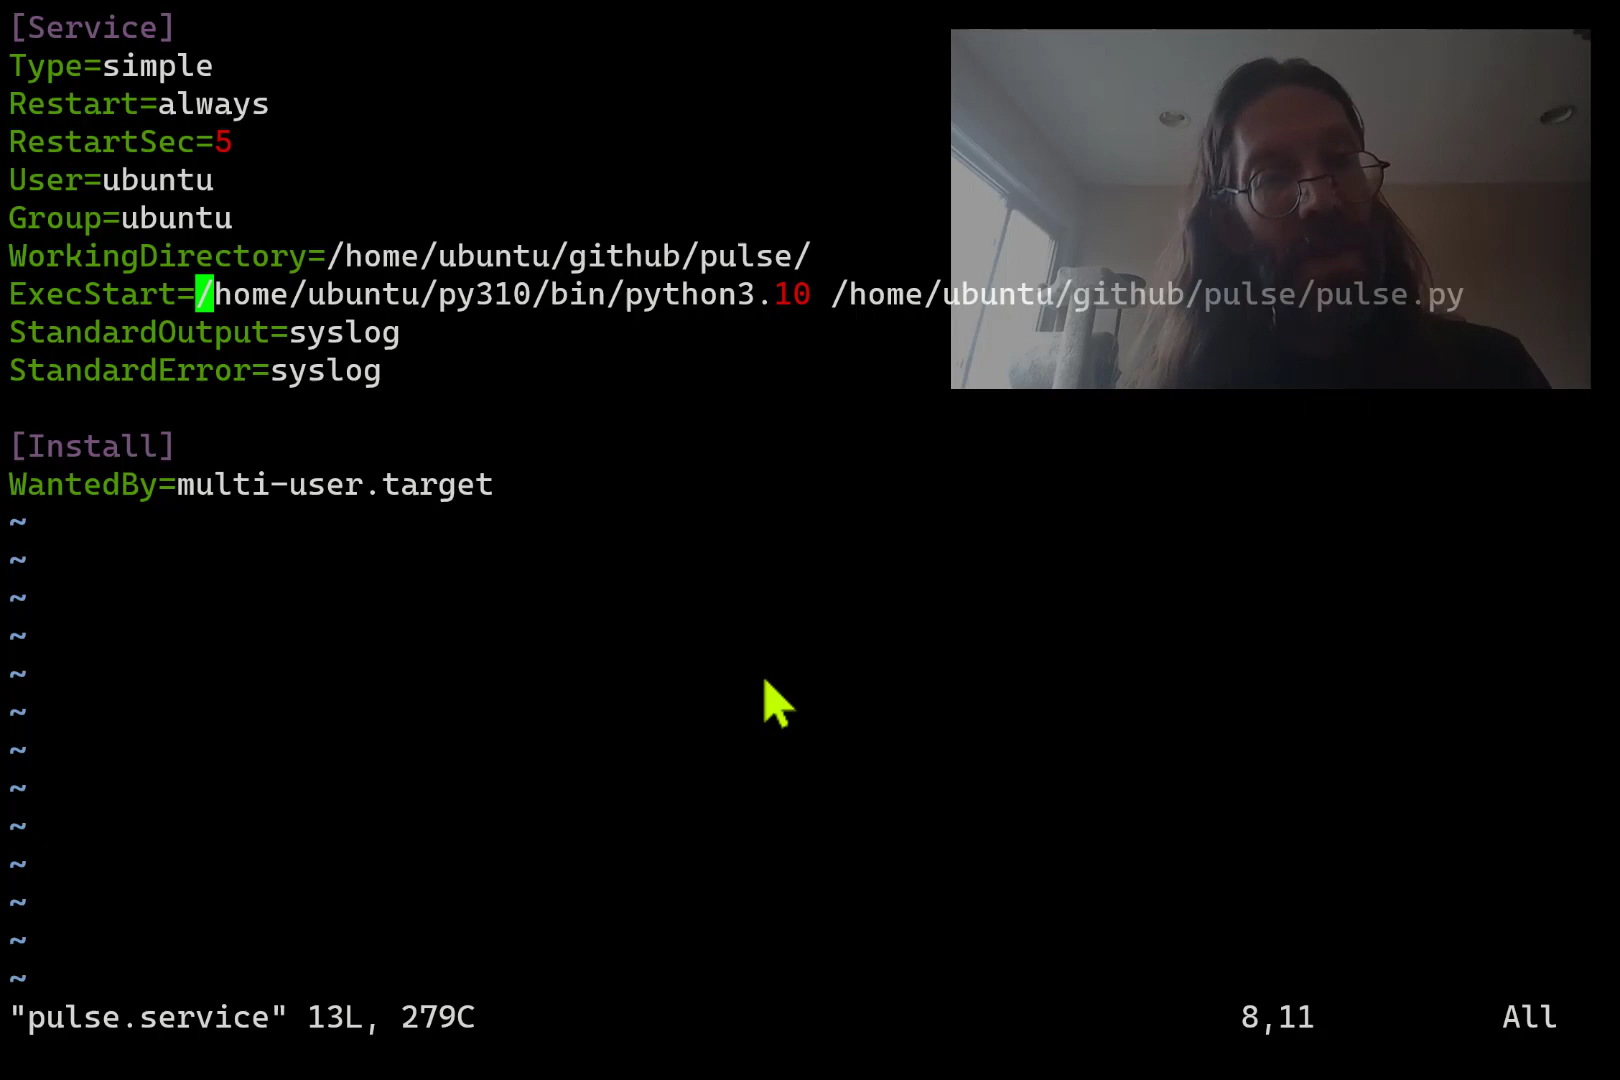 [Service]
Type=simple
Restart=always
RestartSec=5
User=ubuntu
Group=ubuntu
WorkingDirectory=/home/ubuntu/github/pulse/
ExecStart=/home/ubuntu/py310/bin/python3.10 /home/ubuntu/github/pulse/pulse.py
StandardOutput=syslog
StandardError=syslog
[Install]
WantedBy=multi-user.target
~
~
~
~
~
~
~
~
~
~
~
~
~
"pulse.service" 13L, 279C 8,11 All